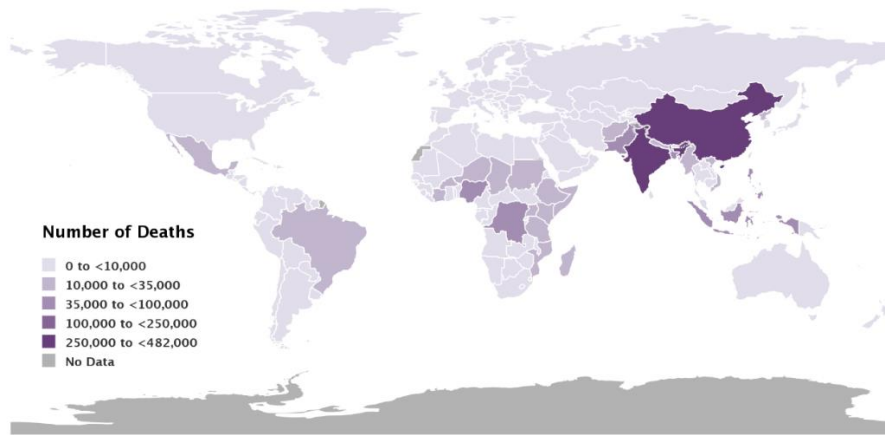 Number of Deaths
0 to <10,000
10,000 to <35,000
35,000 to <100,000
100,000 to <250,000
250,000 to <482,000
No Data